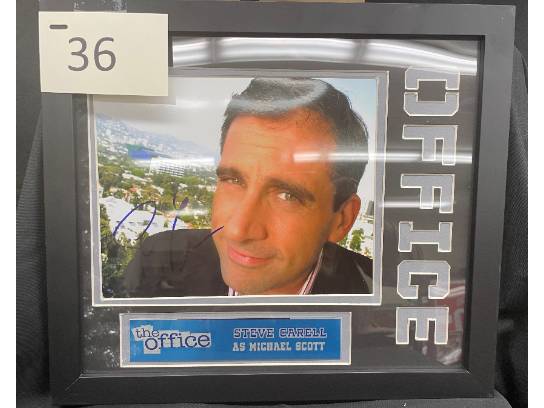 36
OFFICE
the
office
STEVE CARELL
AS MICHAEL SCOTT